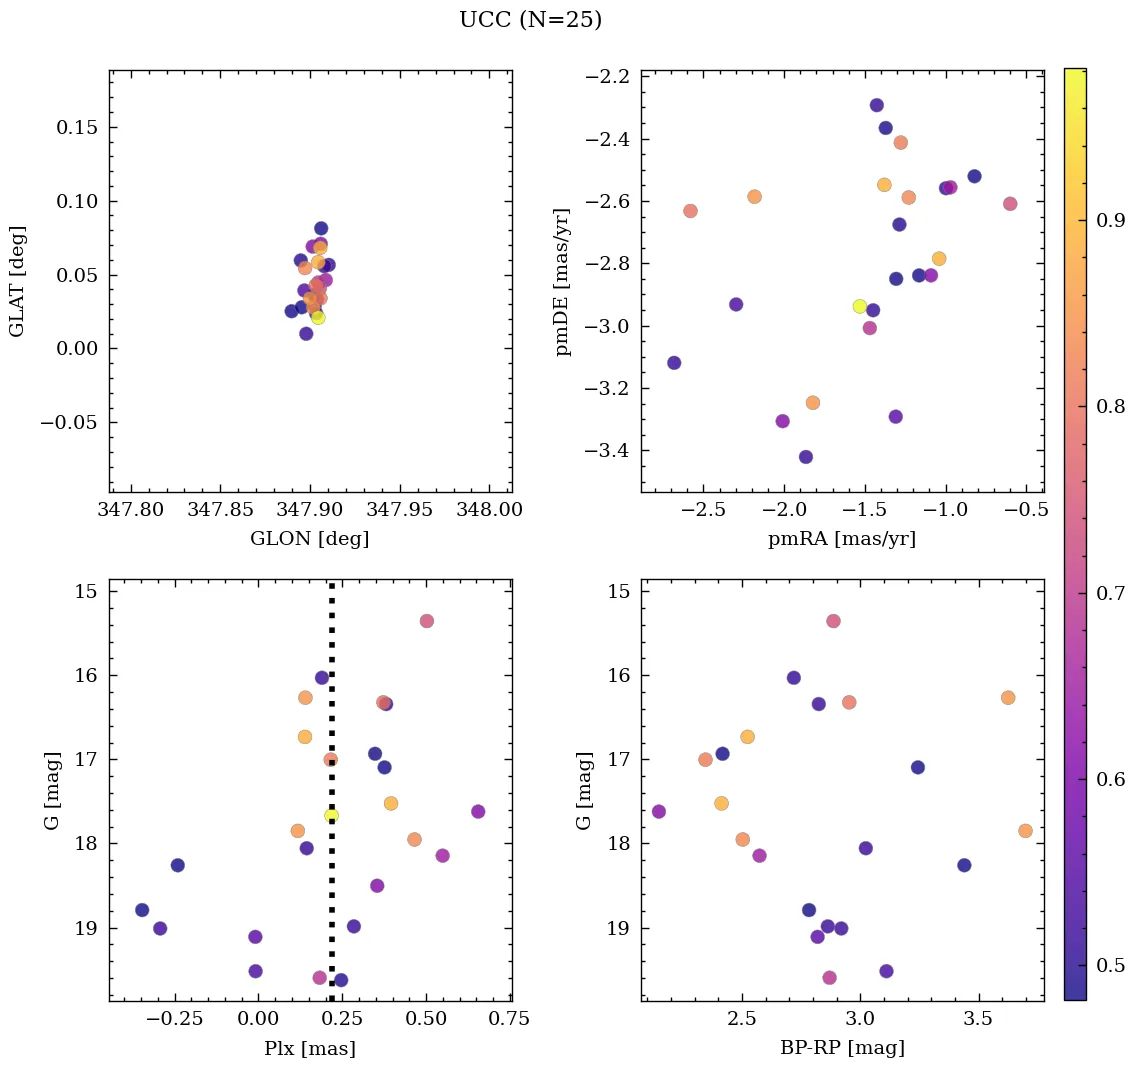 UCC (N=25)
0.15
0.10
0.05
0.00
−0.05
GLAT [deg]
347.80 347.85 347.90 347.95 348.00
GLON [deg]
−2.2
−2.4
−2.6
−2.8
−3.0
−3.2
−3.4
pmDE [mas/yr]
−2.5 −2.0 −1.5 −1.0 −0.5
pmRA [mas/yr]
15
16
17
18
19
G [mag]
−0.25 0.00 0.25 0.50 0.75
Plx [mas]
15
16
17
18
19
G [mag]
2.5 3.0 3.5
BP-RP [mag]
0.9
0.8
0.7
0.6
0.5